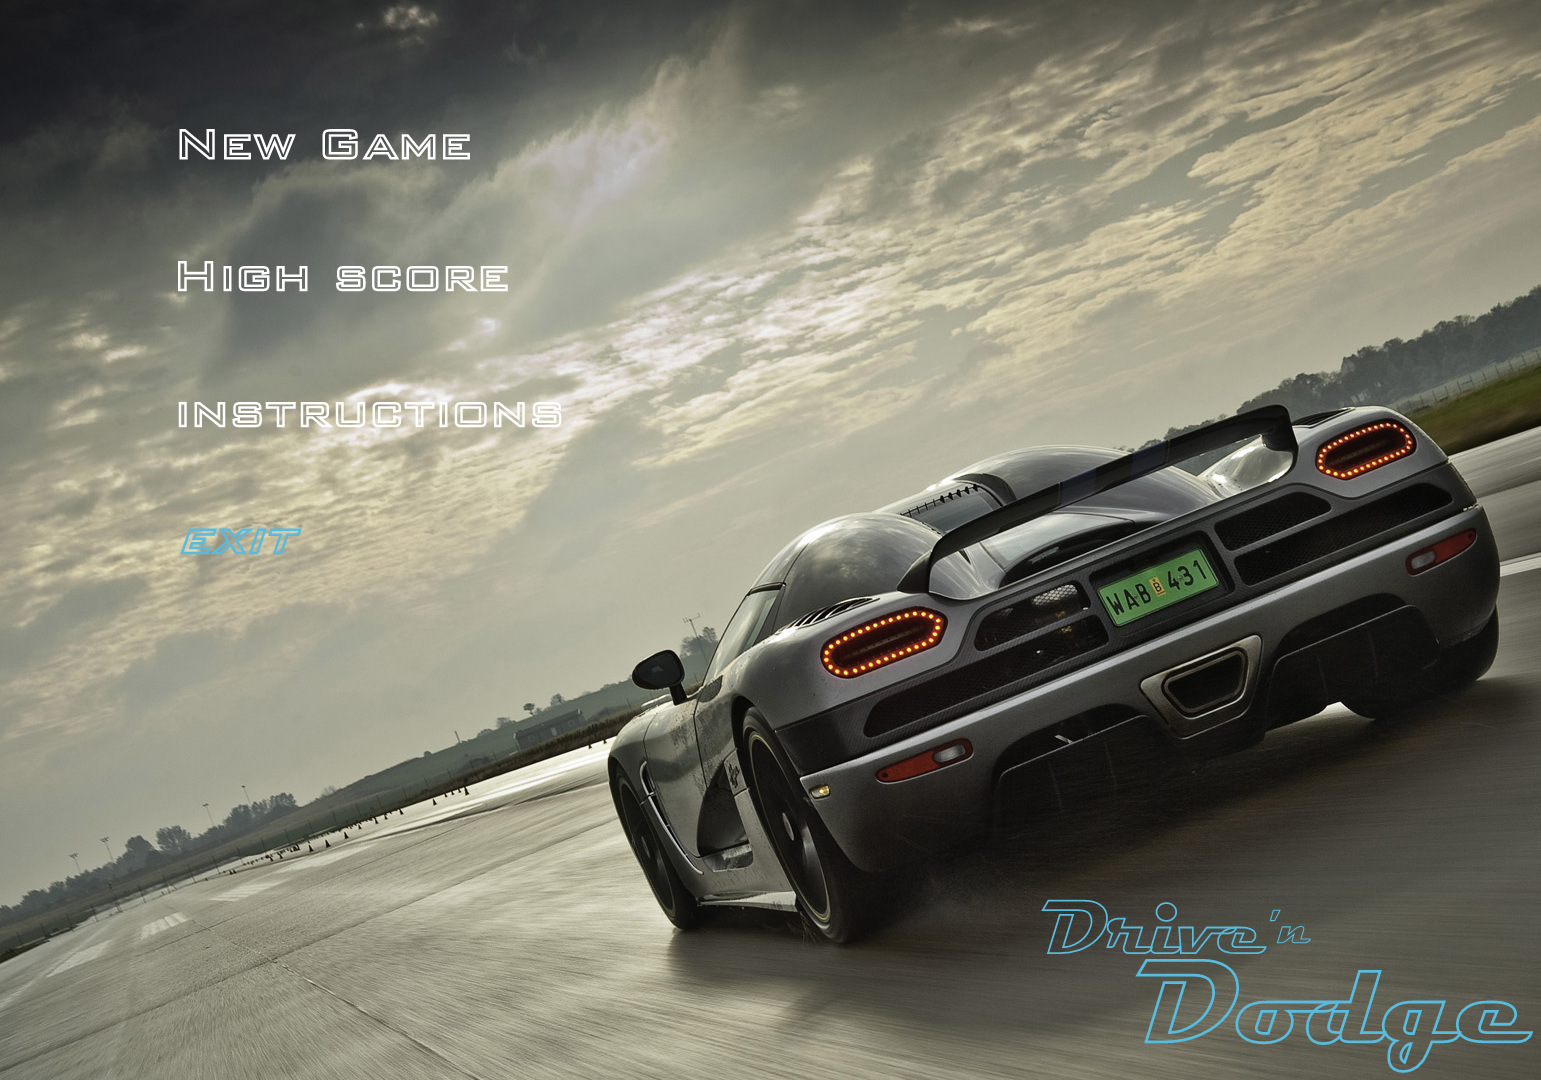 New Game
High score
instructions
exit
WAB B 431
Drive'n
Dodge